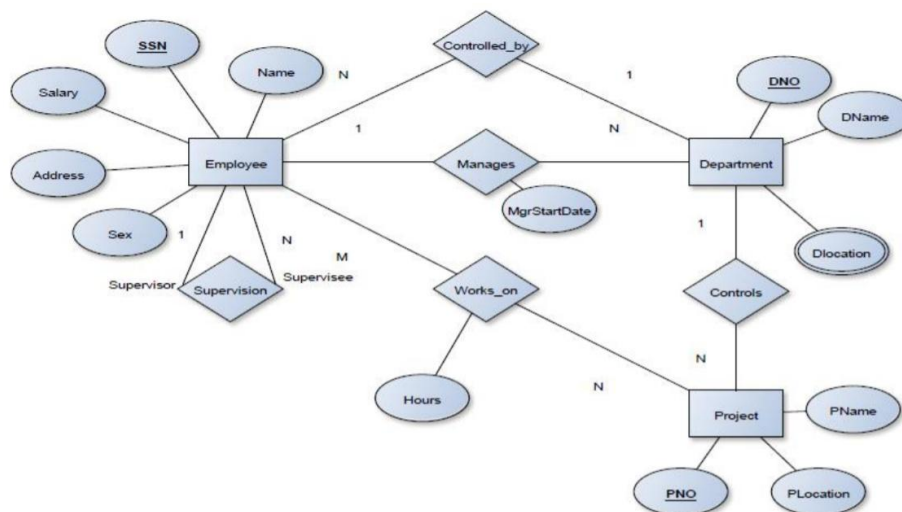 Controlled_by
SSN
Name
N
1
DNO
Salary
DName
1
N
Employee
Manages
Department
Address
MgrStartDate
Sex
1
N
M
1
Dlocation
Supervisor
Supervision
Supervisee
Works_on
Controls
N
Hours
N
Project
PName
PNO
PLocation